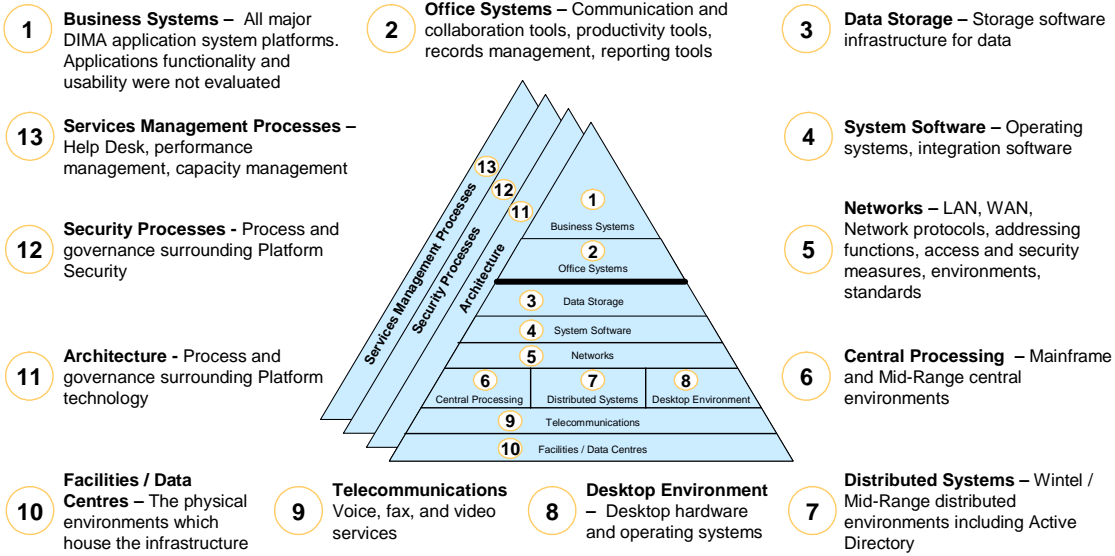 1
Business Systems – All major
DIMA application system platforms.
Applications functionality and
usability were not evaluated
2
Office Systems – Communication and
collaboration tools, productivity tools,
records management, reporting tools
3
Data Storage – Storage software
infrastructure for data
13
Services Management Processes –
Help Desk, performance
management, capacity management
4
System Software – Operating
systems, integration software
12
Security Processes - Process and
governance surrounding Platform
Security
5
Networks – LAN, WAN,
Network protocols, addressing
functions, access and security
measures, environments,
standards
11
Architecture - Process and
governance surrounding Platform
technology
6
Central Processing – Mainframe
and Mid-Range central
environments
13
Services Management Processes
12
Security Processes
11
Architecture
1
Business Systems
2
Office Systems
3 Data Storage
4 System Software
5 Networks
6
Central Processing
7
Distributed Systems
8
Desktop Environment
9 Telecommunications
10 Facilities / Data Centres
10
Facilities / Data
Centres – The physical
environments which
house the infrastructure
9
Telecommunications
Voice, fax, and video
services
8
Desktop Environment
– Desktop hardware
and operating systems
7
Distributed Systems – Wintel /
Mid-Range distributed
environments including Active
Directory